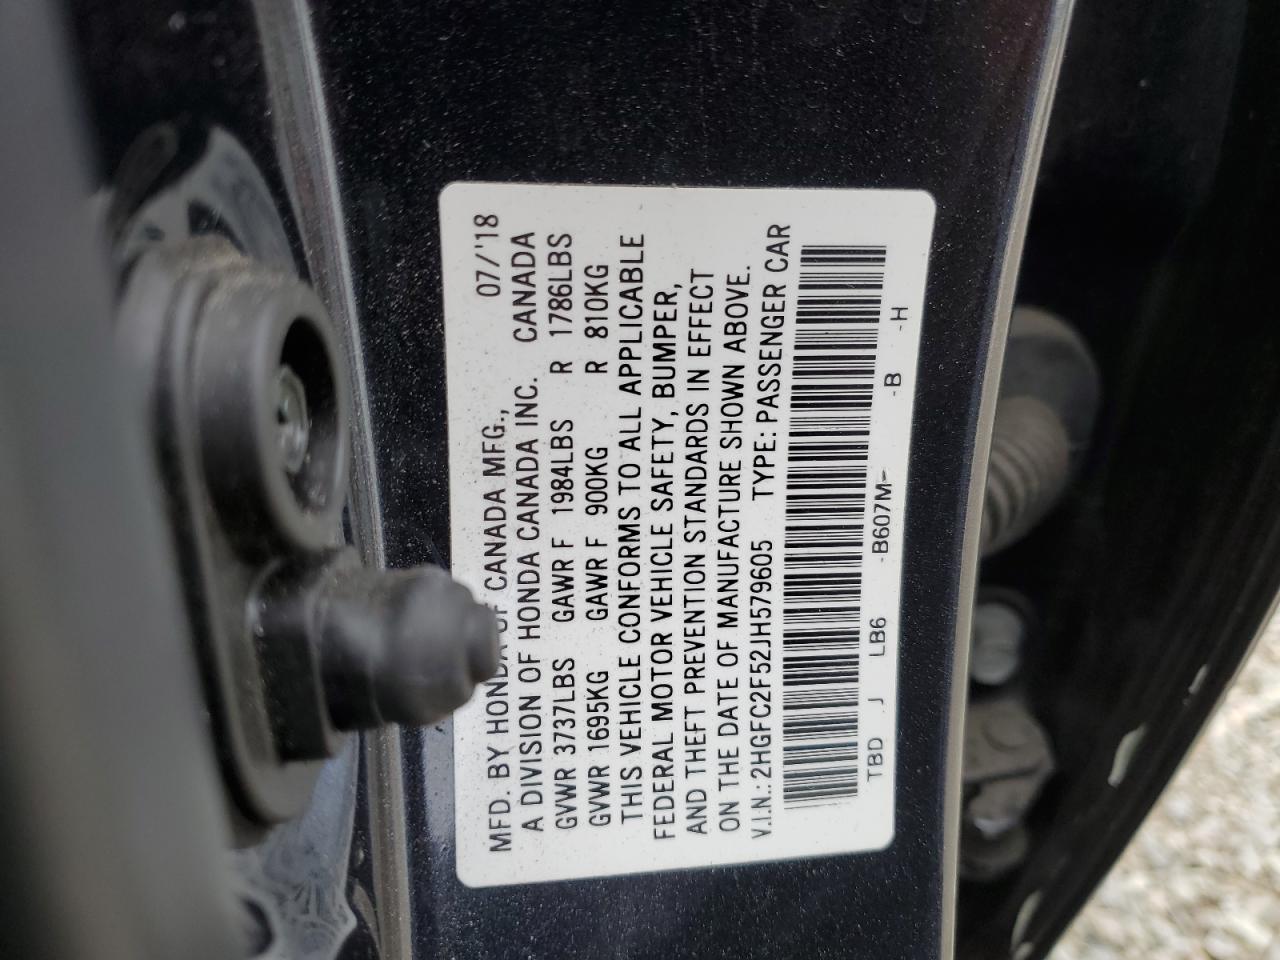 MFD. BY HONDA OF CANADA MFG., 07/'18
A DIVISION OF HONDA CANADA INC. CANADA
GVWR 3737LBS GAWR F 1984LBS R 1786LBS
GVWR 1695KG GAWR F 900KG R 810KG
THIS VEHICLE CONFORMS TO ALL APPLICABLE
FEDERAL MOTOR VEHICLE SAFETY, BUMPER,
AND THEFT PREVENTION STANDARDS IN EFFECT
ON THE DATE OF MANUFACTURE SHOWN ABOVE.
V.I.N.: 2HGFC2F52JH579605 TYPE: PASSENGER CAR
TBD J LB6 -B607M- -B -H